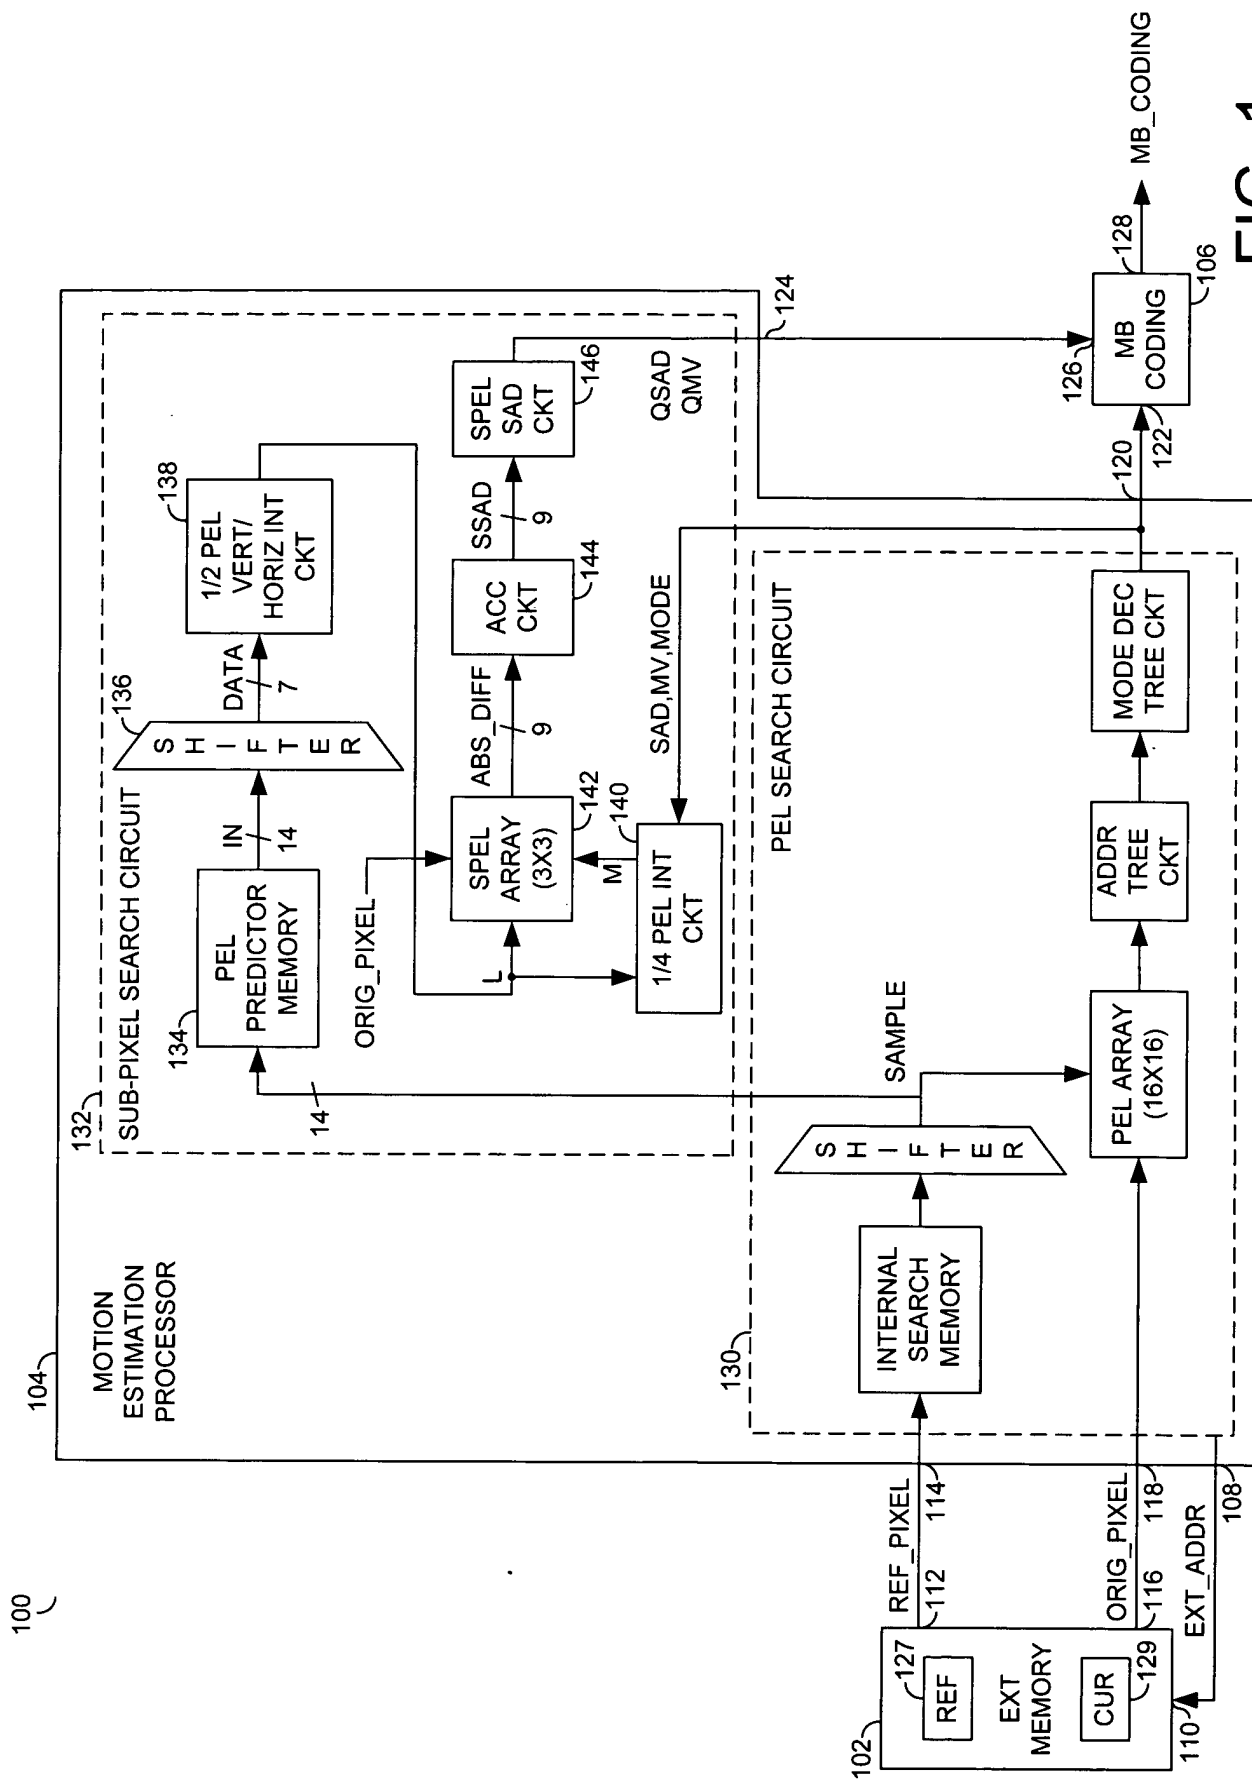 100
104
MOTION
ESTIMATION
PROCESSOR
132
SUB-PIXEL SEARCH CIRCUIT
134
PEL
PREDICTOR
MEMORY
IN
14
136
SHIFTER
DATA
7
138
1/2 PEL
VERT/
HORIZ INT
CKT
14
ORIG_PIXEL
L
SPEL
ARRAY
(3X3)
142
ABS_DIFF
9
ACC
CKT
144
SSAD
9
SPEL
SAD
CKT
146
M
140
1/4 PEL INT
CKT
SAD,MV,MODE
QSAD
QMV
124
130
PEL SEARCH CIRCUIT
INTERNAL
SEARCH
MEMORY
SHIFTER
SAMPLE
PEL ARRAY
(16X16)
ADDR
TREE
CKT
MODE DEC
TREE CKT
120
122
126
MB
CODING
106
128
MB_CODING
102
127
REF
EXT
MEMORY
CUR
129
110
REF_PIXEL
112
114
ORIG_PIXEL
116
118
EXT_ADDR
108
FIG. 1